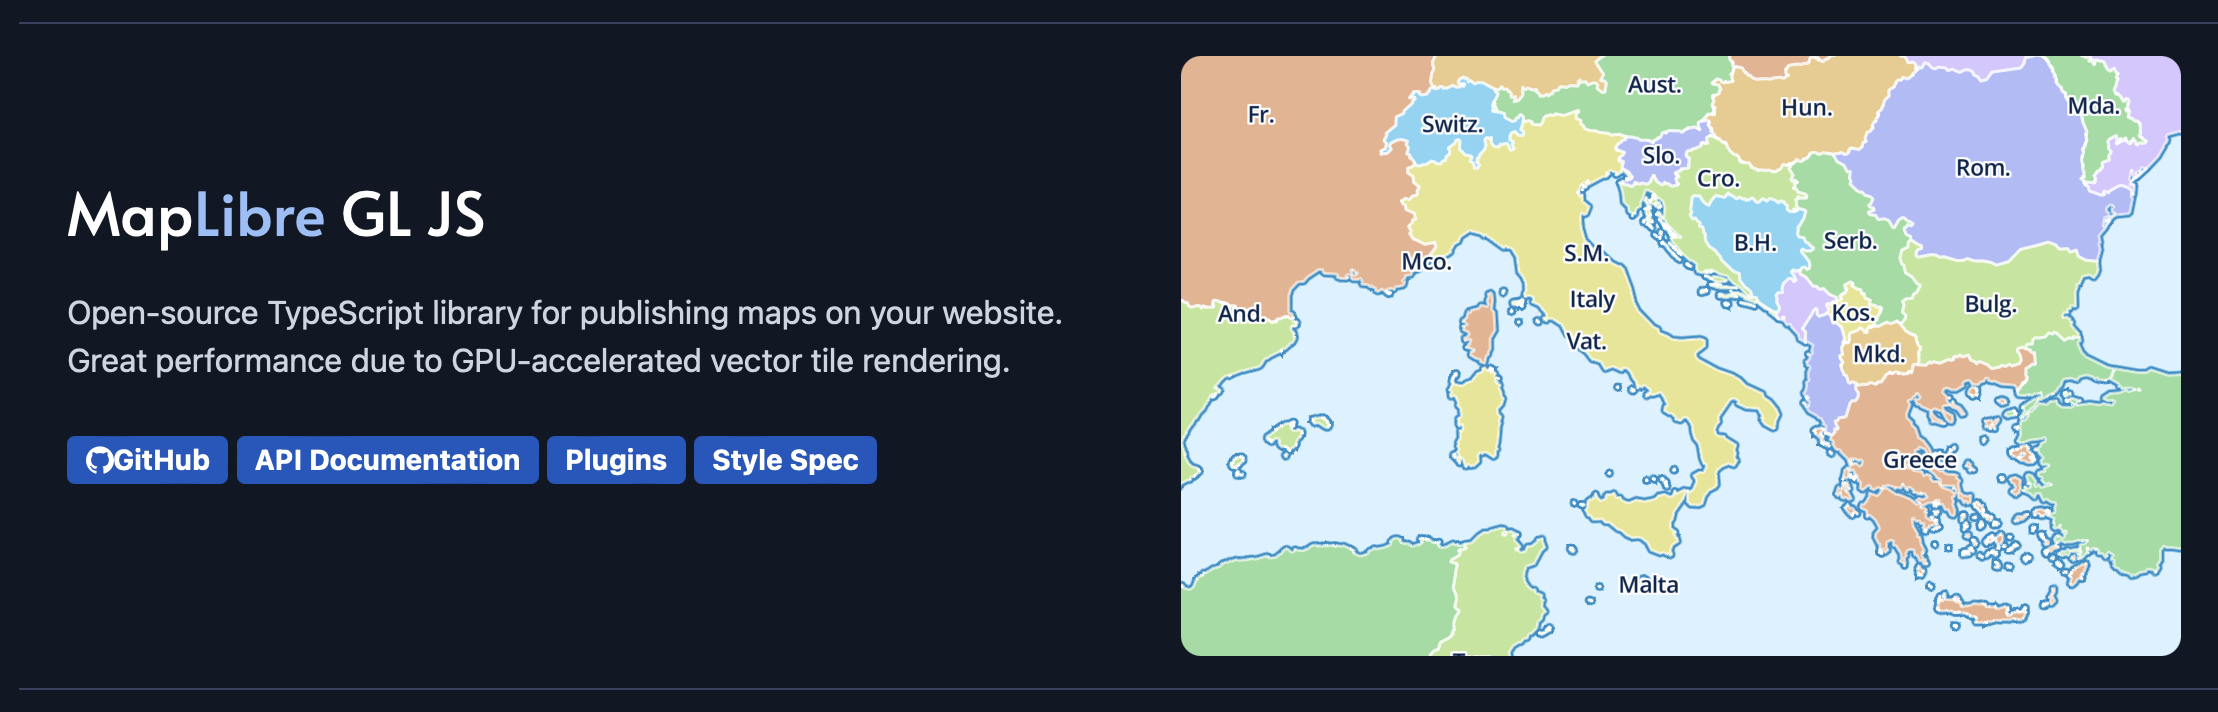 MapLibre GL JS
Open-source TypeScript library for publishing maps on your website.
Great performance due to GPU-accelerated vector tile rendering.
GitHub
API Documentation
Plugins
Style Spec
Aust.
Fr.
Switz.
Hun.
Mda.
Slo.
Cro.
Rom.
B.H.
Serb.
S.M.
Mco.
Italy
And.
Kos.
Bulg.
Vat.
Mkd.
Greece
Malta